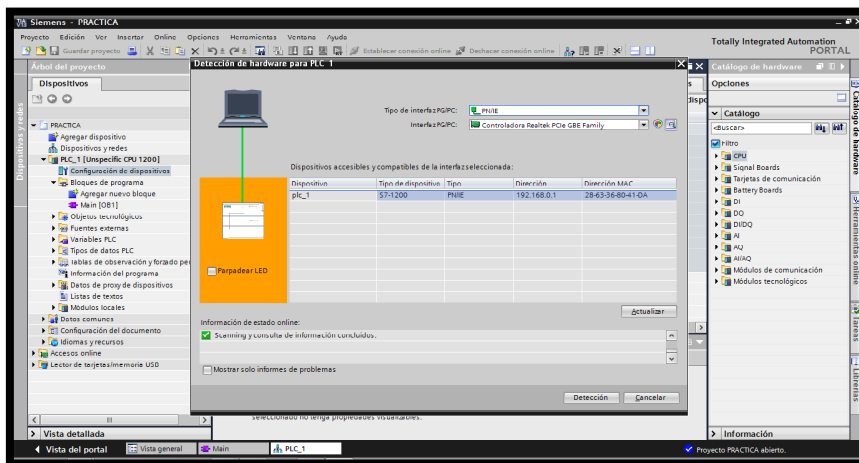 Siemens - PRACTICA
Proyecto Edición Ver Insertar Online Opciones Herramientas Ventana Ayuda
Guardar proyecto
Establecer conexión online
Deshacer conexión online
Totally Integrated Automation
PORTAL
Árbol del proyecto
Detección de hardware para PLC_1
Catálogo de hardware
Dispositivos
Opciones
Tipo de interfaz PG/PC: PN/IE
Interfaz PG/PC: Controladora Realtek PCIe GBE Family
Catálogo
<Buscar>
Filtro
PRACTICA
Agregar dispositivo
Dispositivos y redes
PLC_1 [Unspecific CPU 1200]
Configuración de dispositivos
Bloques de programa
Agregar nuevo bloque
Main [OB1]
Objetos tecnológicos
Fuentes externas
Variables PLC
Tipos de datos PLC
Tablas de observación y forzado per
Información del programa
Datos de proxy de dispositivos
Listas de textos
Módulos locales
Datos comunes
Configuración del documento
Idiomas y recursos
Accesos online
Lector de tarjetas/memoria USB
Dispositivos accesibles y compatibles de la interfaz seleccionada:
Dispositivo Tipo de dispositivo Tipo Dirección Dirección MAC
plc_1 S7-1200 PN/IE 192.168.0.1 28-63-36-80-41-DA
Parpadear LED
Actualizar
Información de estado online:
Scanning y consulta de información concluidos.
Mostrar solo informes de problemas
Detección Cancelar
seleccionado no tenga propiedades visualizables.
CPU
Signal Boards
Tarjetas de comunicación
Battery Boards
DI
DQ
DI/DQ
AI
AQ
AI/AQ
Módulos de comunicación
Módulos tecnológicos
Dispositivos y redes
Catálogo de hardware
Herramientas online
Tareas
Librerías
Vista detallada
Información
Vista del portal
Vista general
Main
PLC_1
Proyecto PRACTICA abierto.